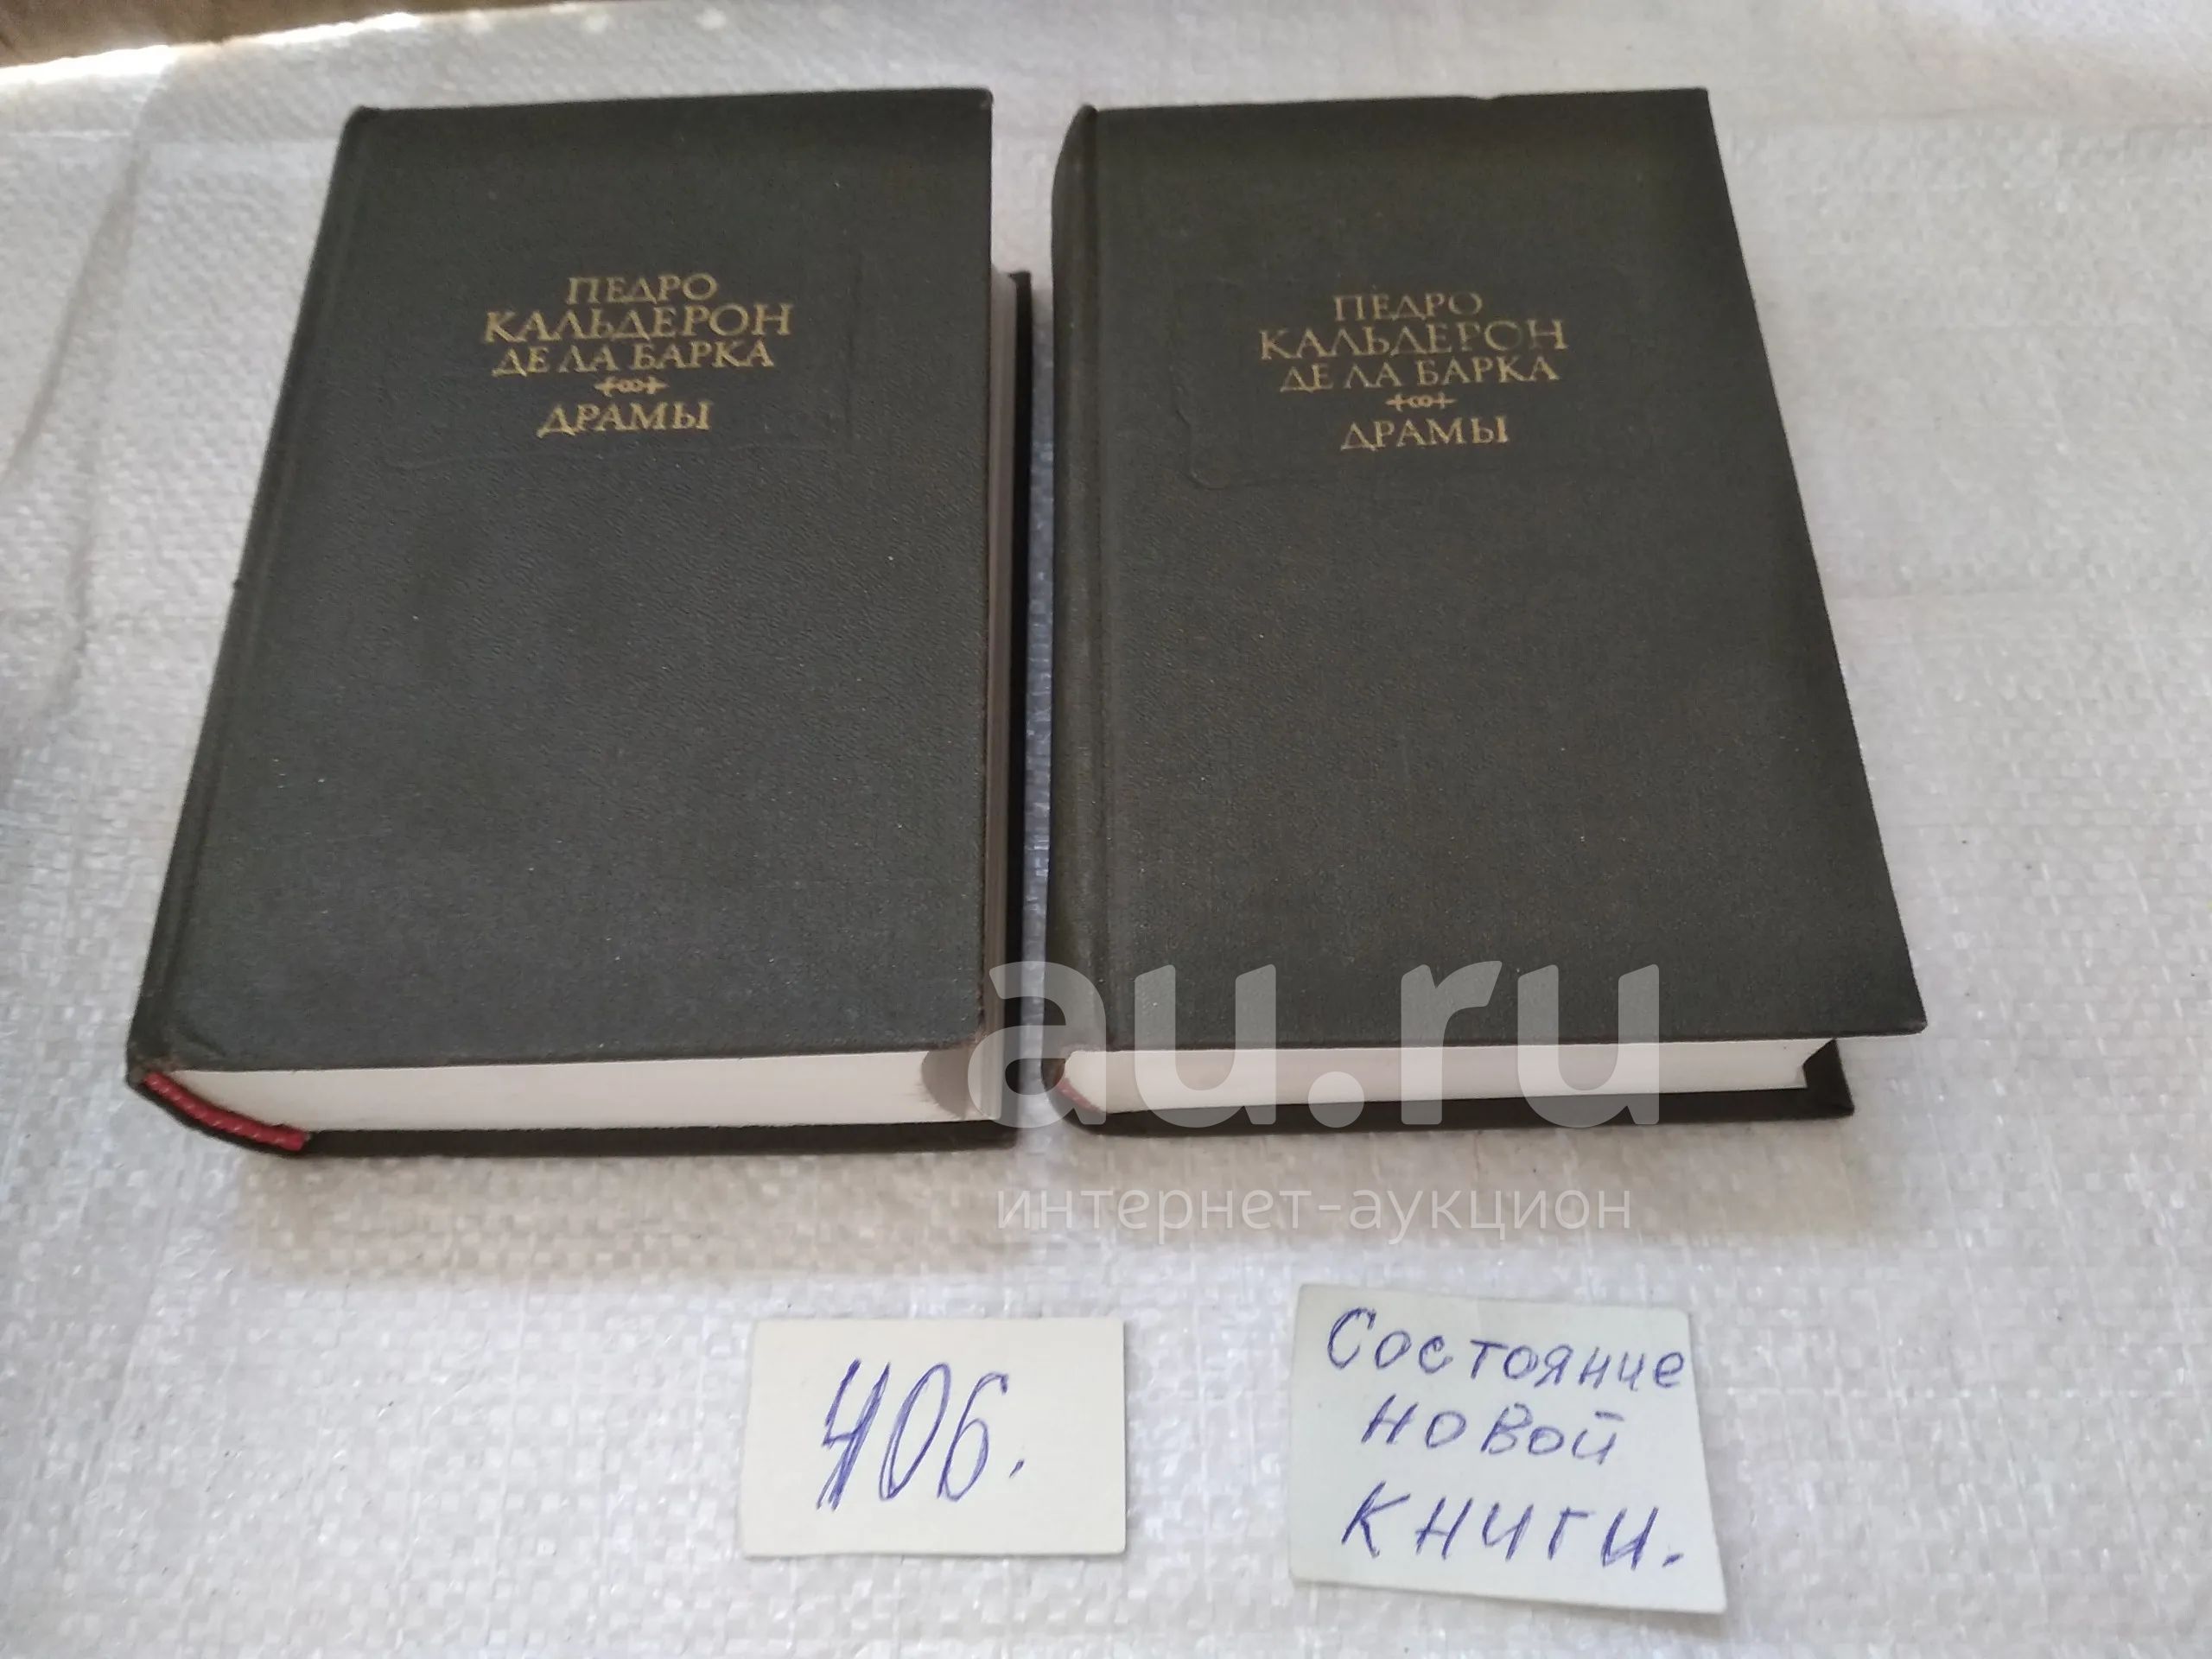 ПЕДРО
КАЛЬДЕРОН
ДЕ ЛА БАРКА
ДРАМЫ
ПЕДРО
КАЛЬДЕРОН
ДЕ ЛА БАРКА
ДРАМЫ
au.ru
интернет-аукцион
406.
Состояние
новой
книги.